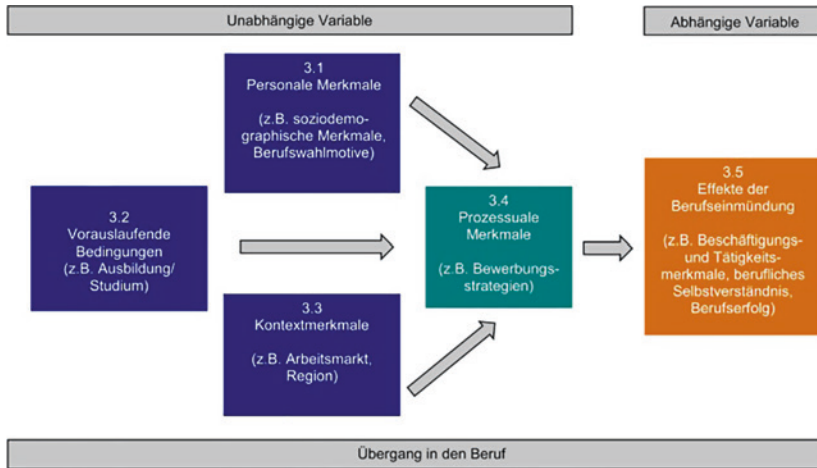 Unabhängige Variable
Abhängige Variable
3.1
Personale Merkmale
(z.B. soziodemo-
graphische Merkmale,
Berufswahlmotive)
3.2
Vorauslaufende
Bedingungen
(z.B. Ausbildung/
Studium)
3.3
Kontextmerkmale
(z.B. Arbeitsmarkt,
Region)
3.4
Prozessuale
Merkmale
(z.B. Bewerbungs-
strategien)
3.5
Effekte der
Berufseinmündung
(z.B. Beschäftigungs-
und Tätigkeits-
merkmale, berufliches
Selbstverständnis,
Berufserfolg)
Übergang in den Beruf